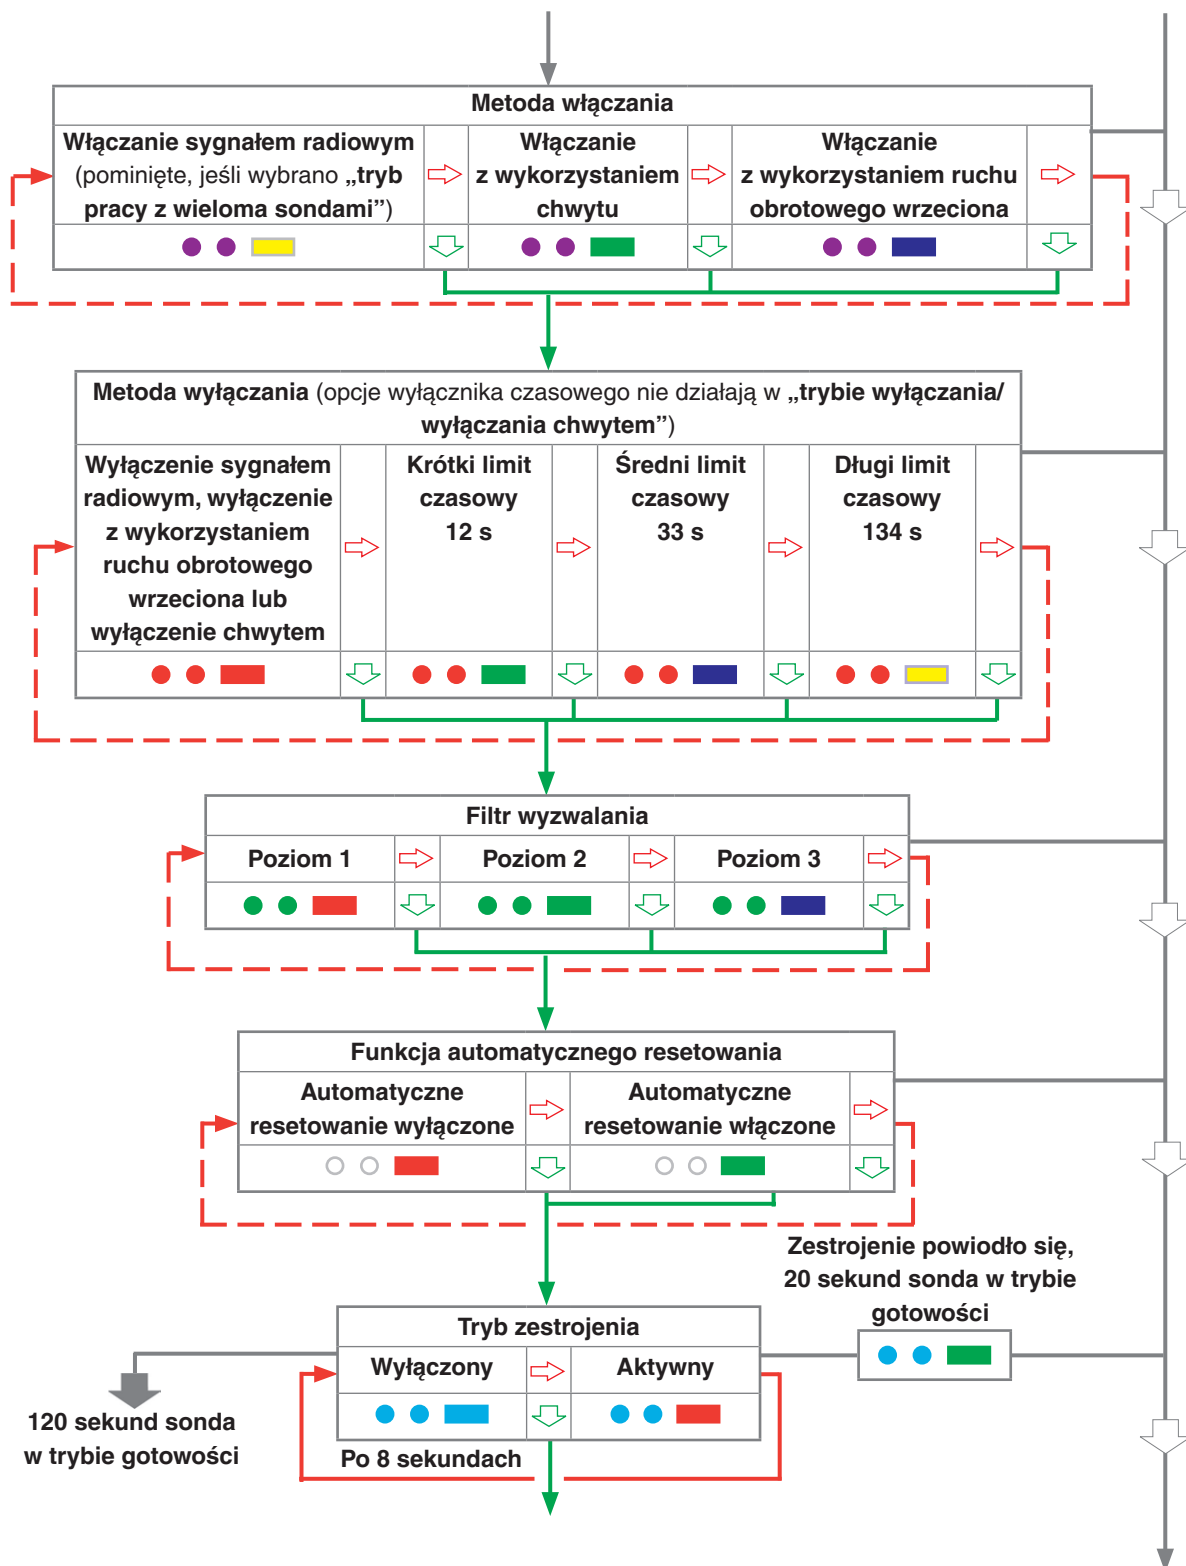 Metoda włączania
Włączanie sygnałem radiowym
(pominięte, jeśli wybrano „tryb
pracy z wieloma sondami”)
Włączanie
z wykorzystaniem
chwytu
Włączanie
z wykorzystaniem ruchu
obrotowego wrzeciona
Metoda wyłączania (opcje wyłącznika czasowego nie działają w „trybie wyłączania/
wyłączania chwytem”)
Wyłączenie sygnałem
radiowym, wyłączenie
z wykorzystaniem
ruchu obrotowego
wrzeciona lub
wyłączenie chwytem
Krótki limit
czasowy
12 s
Średni limit
czasowy
33 s
Długi limit
czasowy
134 s
Filtr wyzwalania
Poziom 1
Poziom 2
Poziom 3
Funkcja automatycznego resetowania
Automatyczne
resetowanie wyłączone
Automatyczne
resetowanie włączone
Zestrojenie powiodło się,
20 sekund sonda w trybie
gotowości
Tryb zestrojenia
Wyłączony
Aktywny
120 sekund sonda
w trybie gotowości
Po 8 sekundach